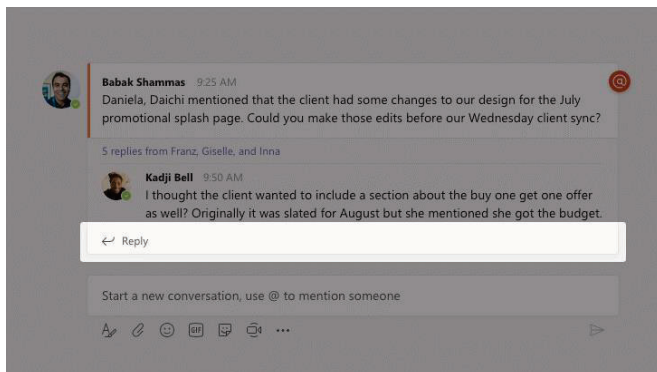 Babak Shammas 9:25 AM
@
Daniela, Daichi mentioned that the client had some changes to our design for the July
promotional splash page. Could you make those edits before our Wednesday client sync?
5 replies from Franz, Giselle, and Inna
Kadji Bell 9:50 AM
I thought the client wanted to include a section about the buy one get one offer
as well? Originally it was slated for August but she mentioned she got the budget.
Reply
Start a new conversation, use @ to mention someone
GIF